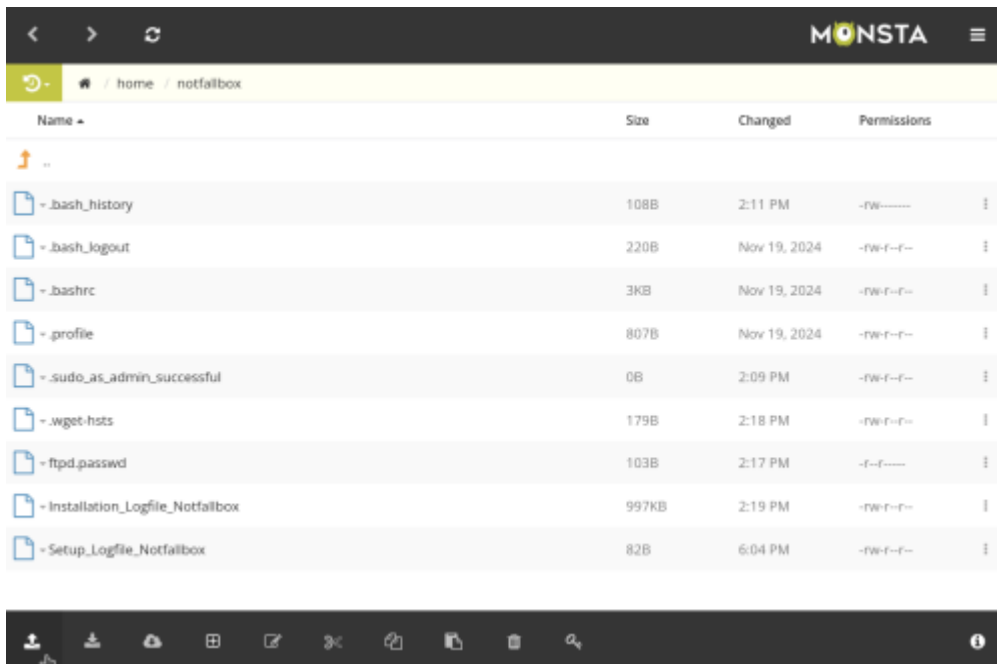 MONSTA
/ home / notfallbox
Name Size Changed Permissions
..
.bash_history 108B 2:11 PM -rw-------
.bash_logout 220B Nov 19, 2024 -rw-r--r--
.bashrc 3KB Nov 19, 2024 -rw-r--r--
.profile 807B Nov 19, 2024 -rw-r--r--
.sudo_as_admin_successful 0B 2:09 PM -rw-r--r--
.wget-hsts 179B 2:18 PM -rw-r--r--
ftpd.passwd 103B 2:17 PM -r--r-----
Installation_Logfile_Notfallbox 997KB 2:19 PM -rw-r--r--
Setup_Logfile_Notfallbox 82B 6:04 PM -rw-r--r--